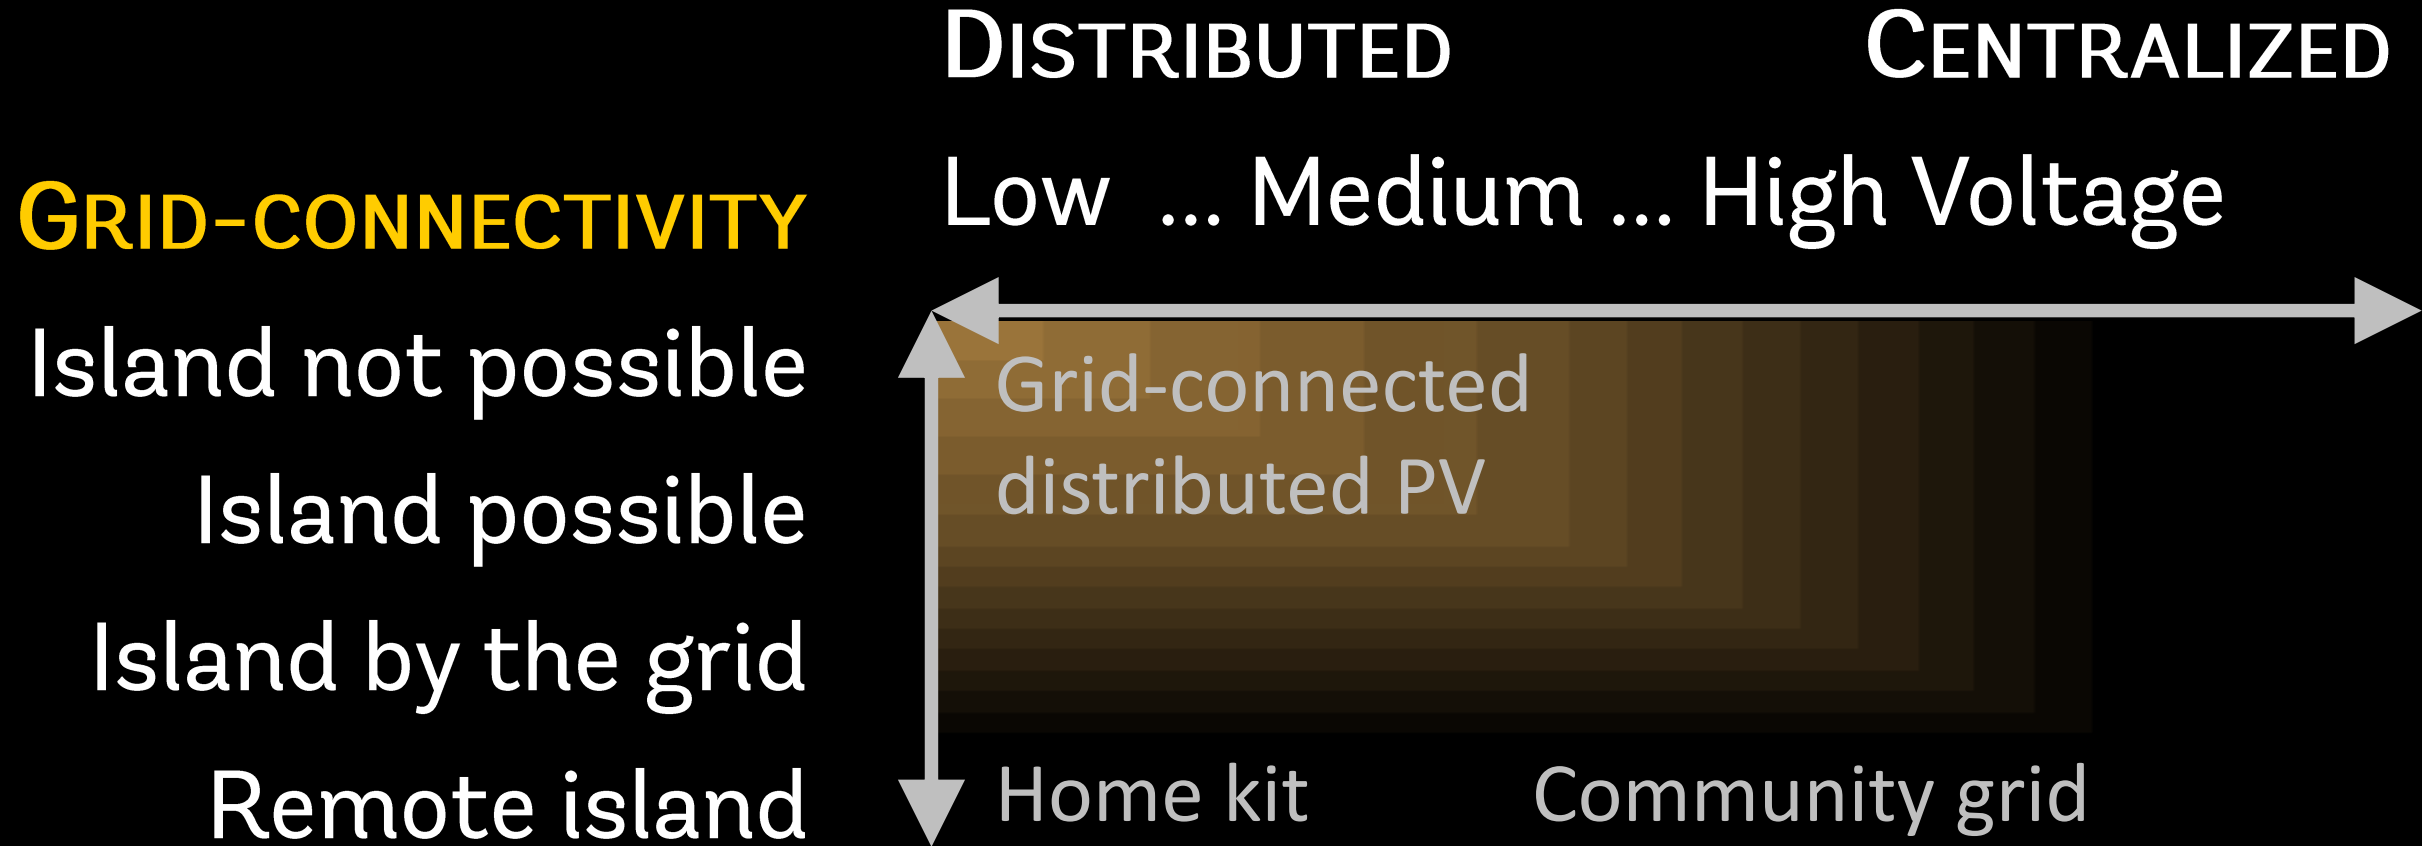 DISTRIBUTED CENTRALIZED
Low ... Medium ... High Voltage
GRID-CONNECTIVITY
Island not possible
Island possible
Island by the grid
Remote island
Grid-connected
distributed PV
Home kit Community grid